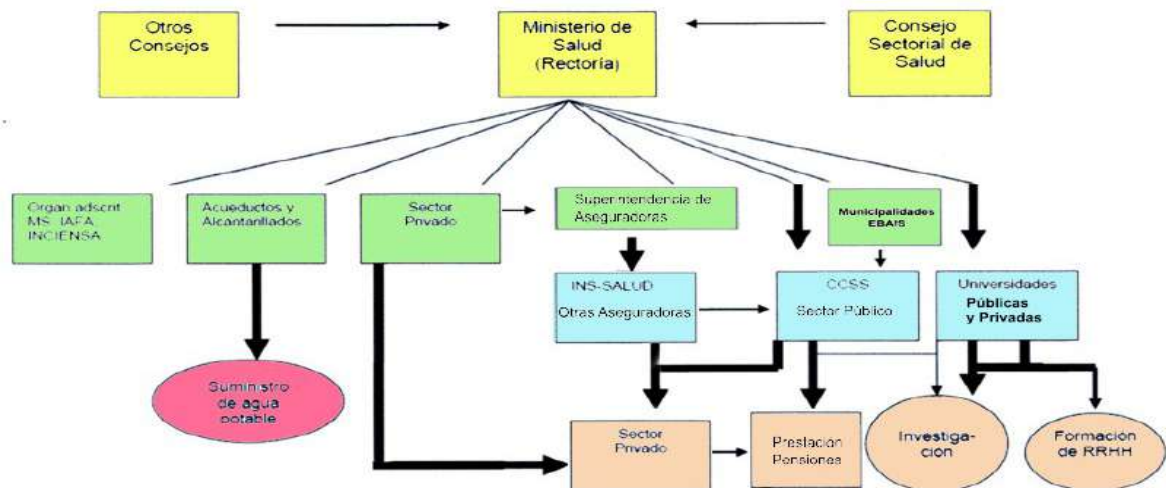 Otros
Consejos
Ministerio de
Salud
(Rectoría)
Consejo
Sectorial de
Salud
Organ adscrit
MS. IAFA
INCIENSA
Acueductos y
Alcantarillados
Sector
Privado
Superintendencia de
Aseguradoras
Municipalidades
EBAIS
INS-SALUD
Otras Aseguradoras
CCSS
Sector Público
Universidades
Públicas
y Privadas
Suministro
de agua
potable
Sector
Privado
Prestación
Pensiones
Investiga-
ción
Formación
de RRHH